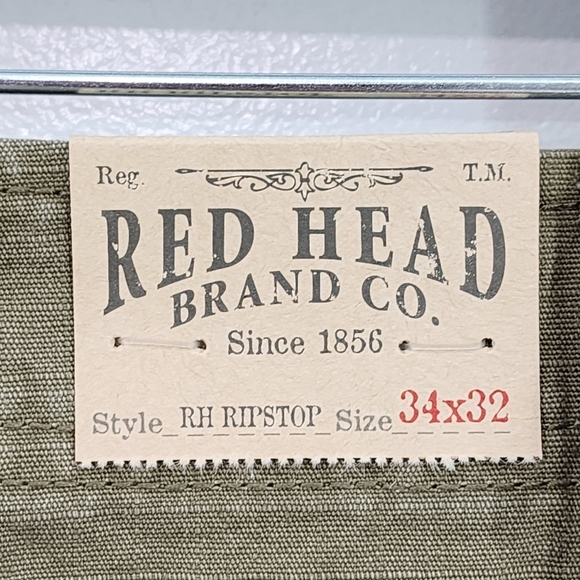 Reg. T.M.
RED HEAD
BRAND CO.
Since 1856
Style RH RIPSTOP Size 34x32